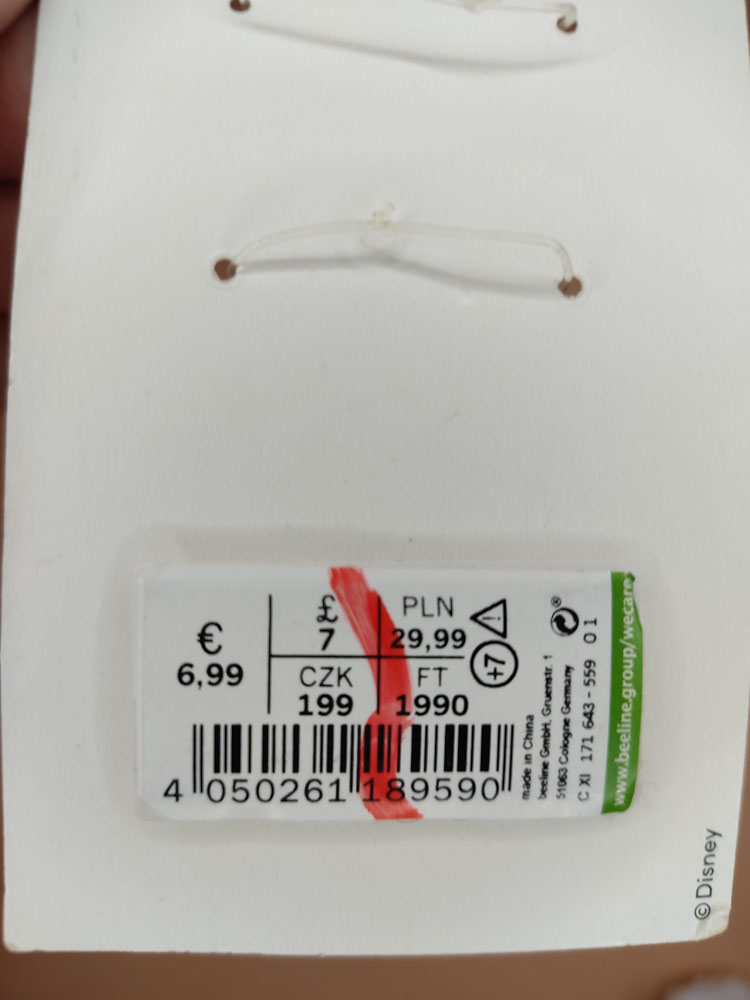 €
6,99
£
7
PLN
29,99
CZK
199
FT
1990
+7
4 050261 189590
made in China
beeline GmbH, Gruenstr. 1
51063 Cologne Germany
C XI 171 643 - 559 01
www.beeline.group/wecare
©Disney